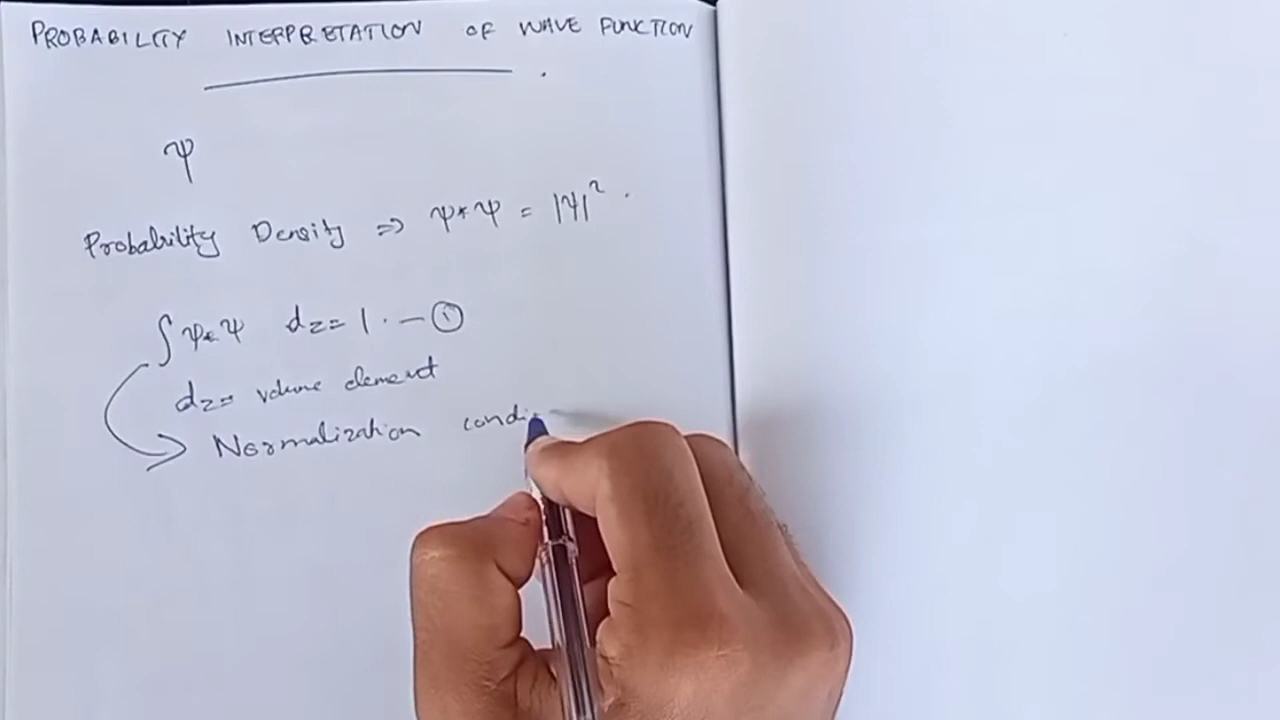 PROBABILITY INTERPRETATION OF WAVE FUNCTION
ψ
Probability Density ⇒ ψ*ψ = |ψ|² .
∫ ψ*ψ dz = 1 . — ①
dz = volume element
Normalization condi